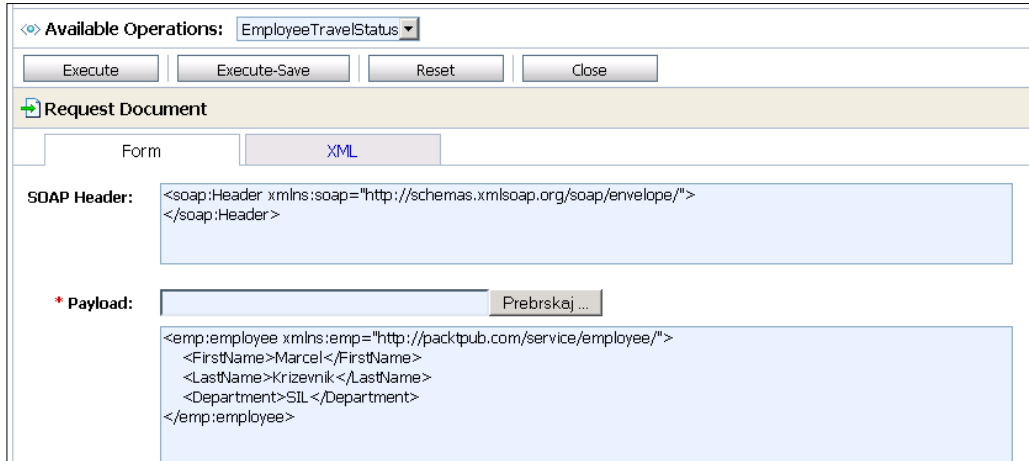 Available Operations: EmployeeTravelStatus
Execute Execute-Save Reset Close
Request Document
Form XML
SOAP Header: <soap:Header xmlns:soap="http://schemas.xmlsoap.org/soap/envelope/">
</soap:Header>
* Payload: Prebrskaj ...
<emp:employee xmlns:emp="http://packtpub.com/service/employee/">
<FirstName>Marcel</FirstName>
<LastName>Krizevnik</LastName>
<Department>SIL</Department>
</emp:employee>